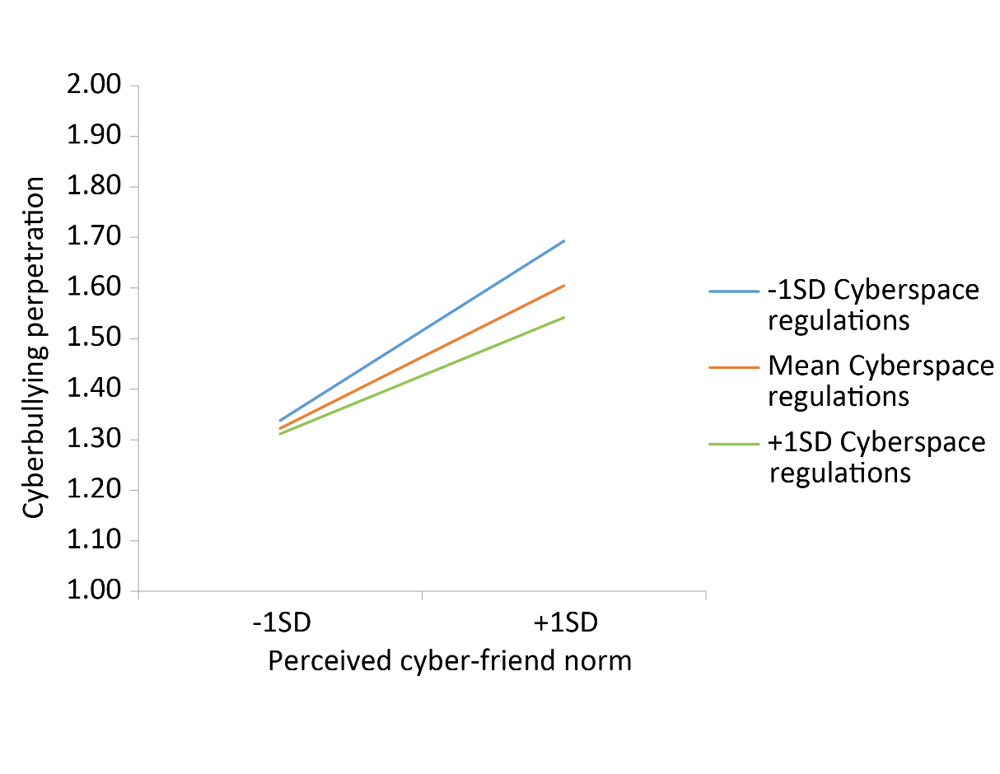 2.00
1.90
1.80
1.70
1.60
1.50
1.40
1.30
1.20
1.10
1.00
Cyberbullying perpetration
-1SD
+1SD
Perceived cyber-friend norm
-1SD Cyberspace
regulations
Mean Cyberspace
regulations
+1SD Cyberspace
regulations